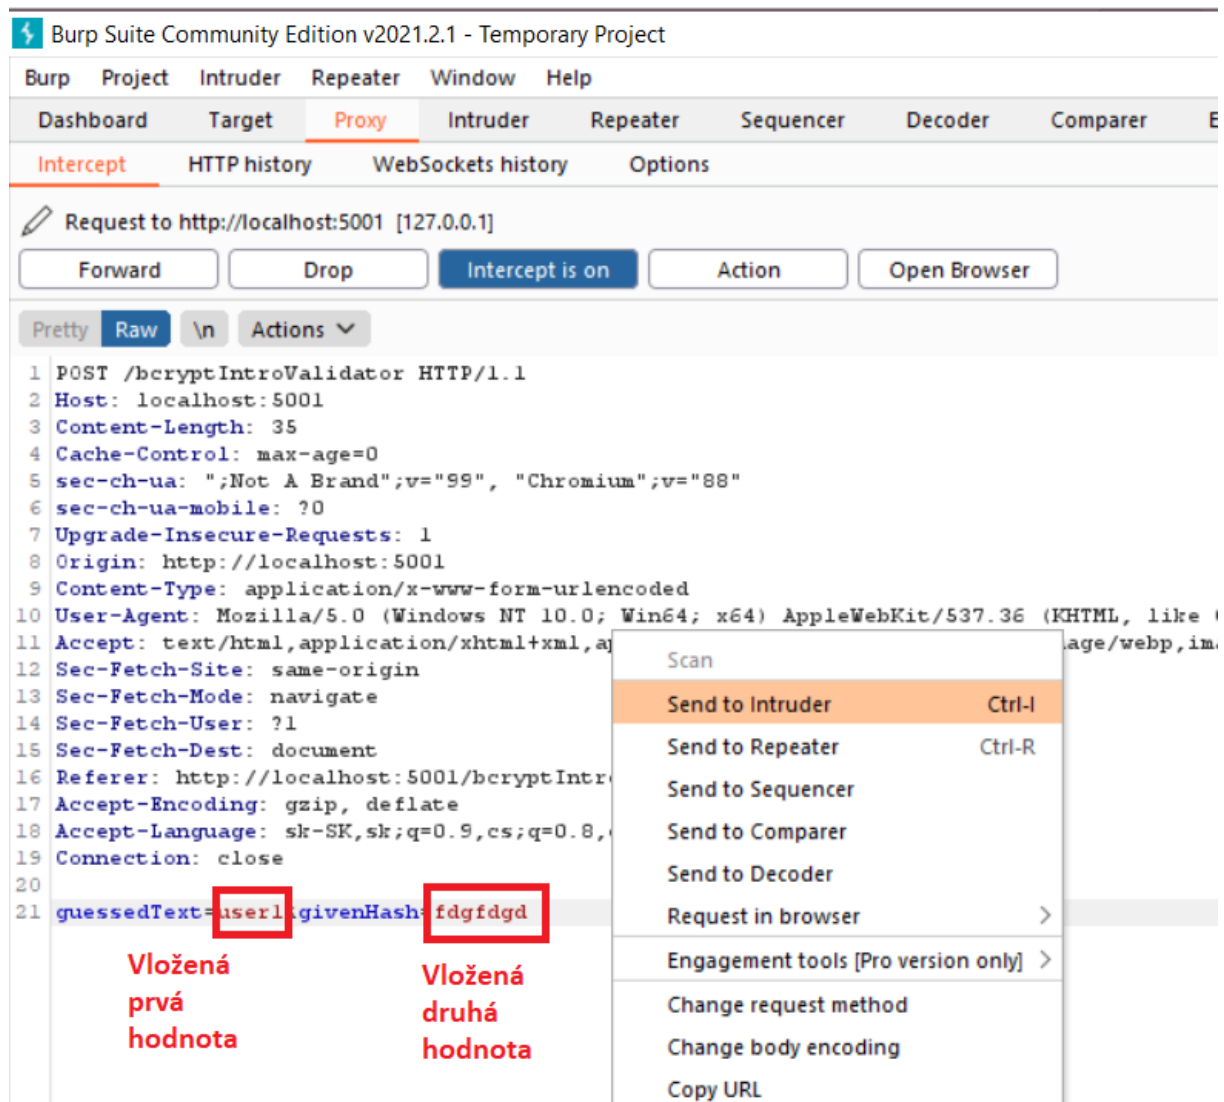 Burp Suite Community Edition v2021.2.1 - Temporary Project
Burp Project Intruder Repeater Window Help
Dashboard Target Proxy Intruder Repeater Sequencer Decoder Comparer
Intercept HTTP history WebSockets history Options
Request to http://localhost:5001 [127.0.0.1]
Forward Drop Intercept is on Action Open Browser
Pretty Raw \n Actions
1 POST /bcryptIntroValidator HTTP/1.1
2 Host: localhost:5001
3 Content-Length: 35
4 Cache-Control: max-age=0
5 sec-ch-ua: ";Not A Brand";v="99", "Chromium";v="88"
6 sec-ch-ua-mobile: ?0
7 Upgrade-Insecure-Requests: 1
8 Origin: http://localhost:5001
9 Content-Type: application/x-www-form-urlencoded
10 User-Agent: Mozilla/5.0 (Windows NT 10.0; Win64; x64) AppleWebKit/537.36 (KHTML, like
11 Accept: text/html,application/xhtml+xml,ap age/webp,im
12 Sec-Fetch-Site: same-origin
13 Sec-Fetch-Mode: navigate
14 Sec-Fetch-User: ?1
15 Sec-Fetch-Dest: document
16 Referer: http://localhost:5001/bcryptIntr
17 Accept-Encoding: gzip, deflate
18 Accept-Language: sk-SK,sk;q=0.9,cs;q=0.8,
19 Connection: close
20
21 guessedText=user1&givenHash=fdgfdgd
Vložená
prvá
hodnota
Vložená
druhá
hodnota
Scan
Send to Intruder Ctrl-I
Send to Repeater Ctrl-R
Send to Sequencer
Send to Comparer
Send to Decoder
Request in browser
Engagement tools [Pro version only]
Change request method
Change body encoding
Copy URL